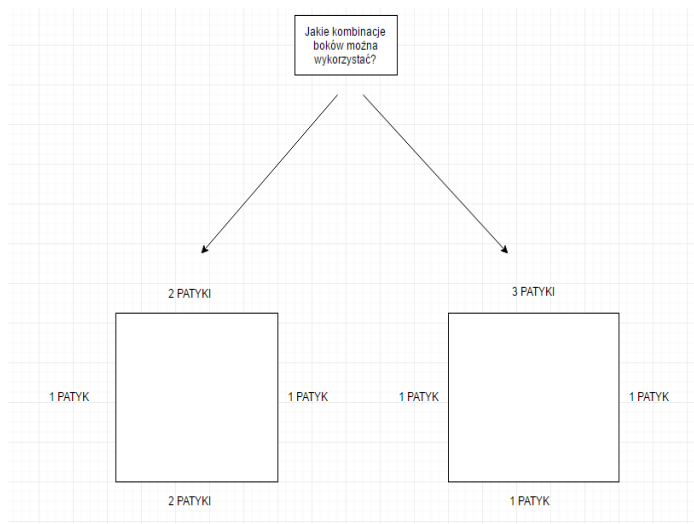 Jakie kombinacje
boków można
wykorzystać?
2 PATYKI
3 PATYKI
1 PATYK
1 PATYK
1 PATYK
1 PATYK
2 PATYKI
1 PATYK